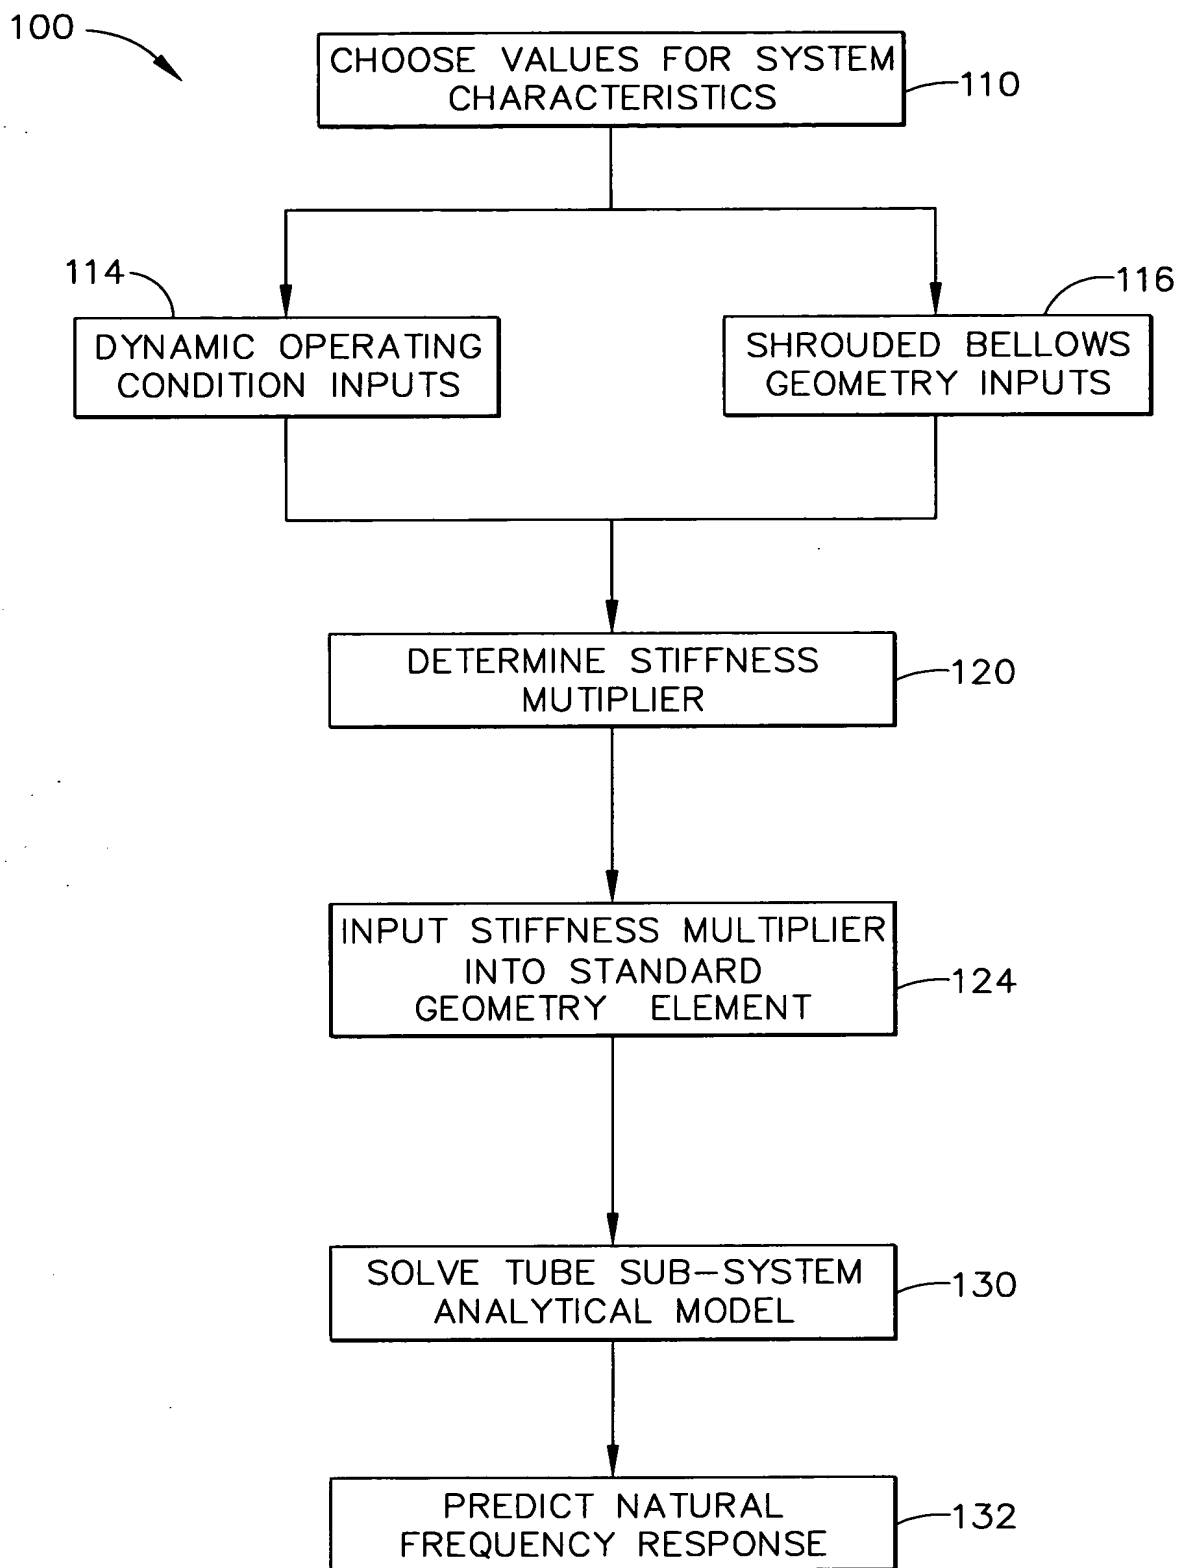 100
CHOOSE VALUES FOR SYSTEM
CHARACTERISTICS
110
114
DYNAMIC OPERATING
CONDITION INPUTS
116
SHROUDED BELLOWS
GEOMETRY INPUTS
DETERMINE STIFFNESS
MUTIPLIER
120
INPUT STIFFNESS MULTIPLIER
INTO STANDARD
GEOMETRY ELEMENT
124
SOLVE TUBE SUB-SYSTEM
ANALYTICAL MODEL
130
PREDICT NATURAL
FREQUENCY RESPONSE
132